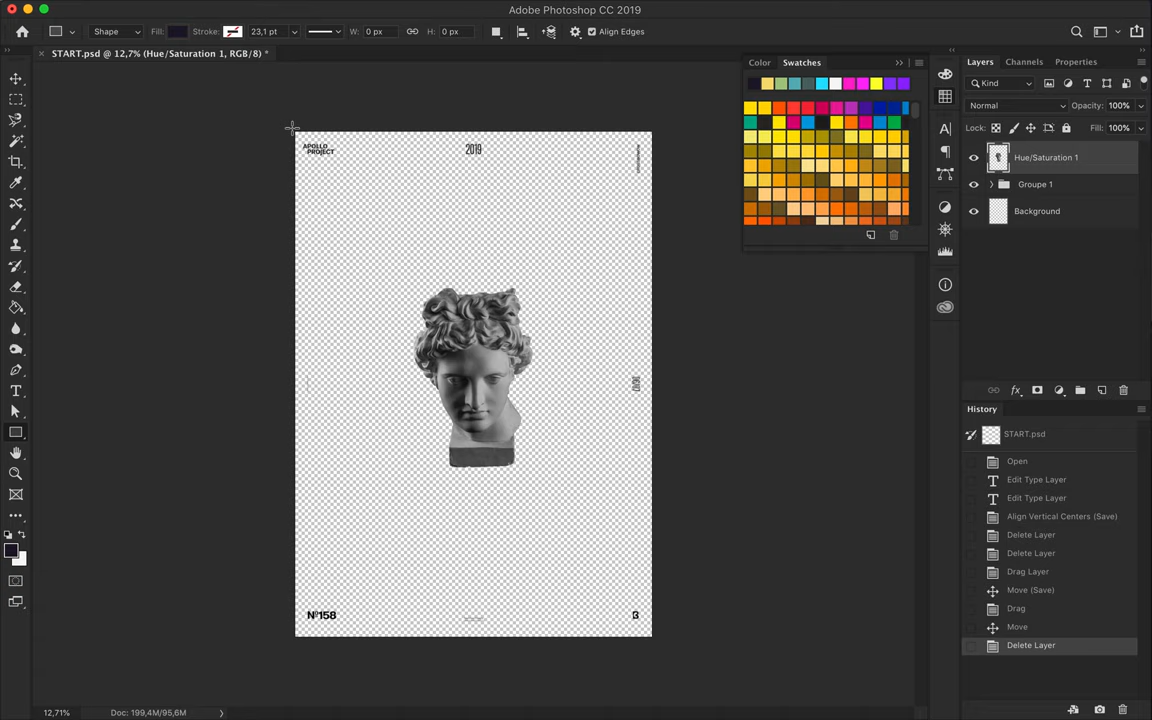 Adobe Photoshop CC 2019
Shape
Fill:
Stroke:
23,1 pt
W: 0 px
H: 0 px
Align Edges
START.psd @ 12,7% (Hue/Saturation 1, RGB/8) *
Color
Swatches
Layers
Channels
Properties
Kind
Normal
Opacity: 100%
Lock:
Fill: 100%
Hue/Saturation 1
Groupe 1
Background
APOLLO
PROJECT
2019
Nº158
History
START.psd
Open
Edit Type Layer
Edit Type Layer
Align Vertical Centers (Save)
Delete Layer
Delete Layer
Drag Layer
Move (Save)
Drag
Move
Delete Layer
12,71%
Doc: 199,4M/95,6M